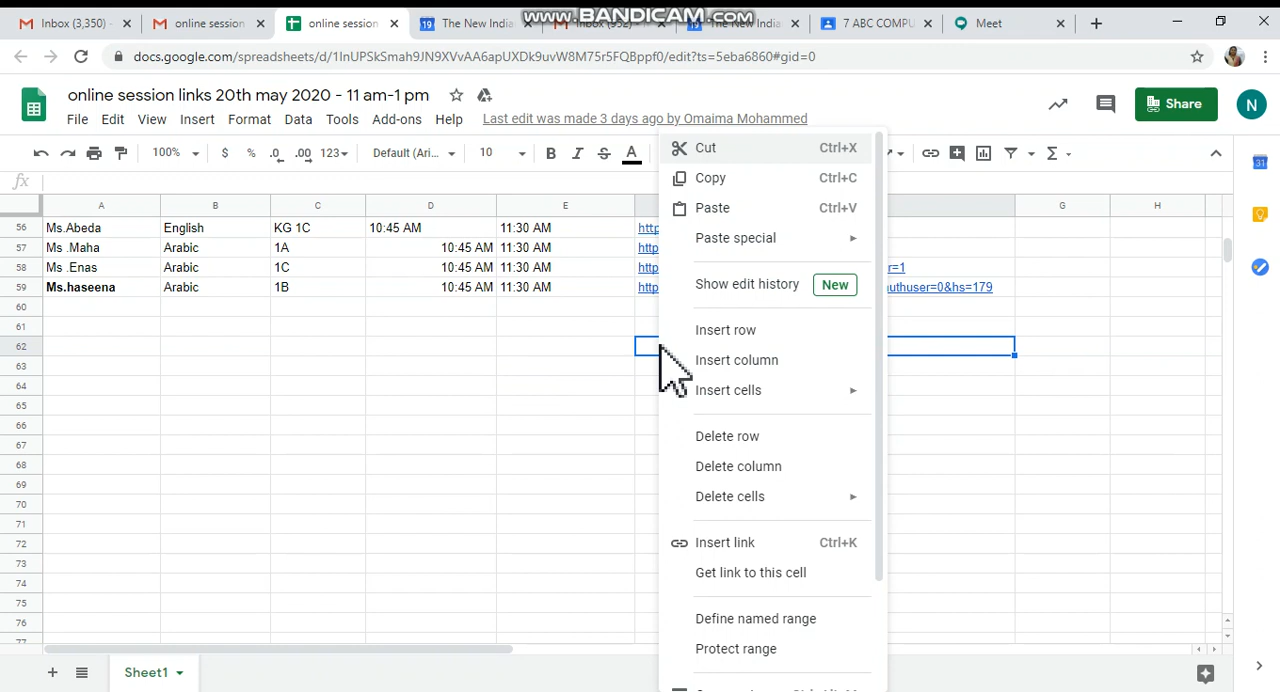 Inbox (3,350)
online session
online session
The New India
Inbox (952)
The New India
7 ABC COMPU
Meet
www.BANDICAM.com
docs.google.com/spreadsheets/d/1InUPSkSmah9JN9XVvAA6apUXDk9uvW8M75r5FQBppf0/edit?ts=5eba6860#gid=0
online session links 20th may 2020 - 11 am-1 pm
Share
N
File Edit View Insert Format Data Tools Add-ons Help Last edit was made 3 days ago by Omaima Mohammed
100% $ % .0 .00 123 Default (Ari... 10 B I S A Σ
fx
A B C D E G H
56 Ms.Abeda English KG 1C 10:45 AM 11:30 AM http
57 Ms .Maha Arabic 1A 10:45 AM 11:30 AM http
58 Ms .Enas Arabic 1C 10:45 AM 11:30 AM http er=1
59 Ms.haseena Arabic 1B 10:45 AM 11:30 AM http authuser=0&hs=179
60
61
62
63
64
65
66
67
68
69
70
71
72
73
74
75
76
77
Cut Ctrl+X
Copy Ctrl+C
Paste Ctrl+V
Paste special
Show edit history New
Insert row
Insert column
Insert cells
Delete row
Delete column
Delete cells
Insert link Ctrl+K
Get link to this cell
Define named range
Protect range
31
Sheet1